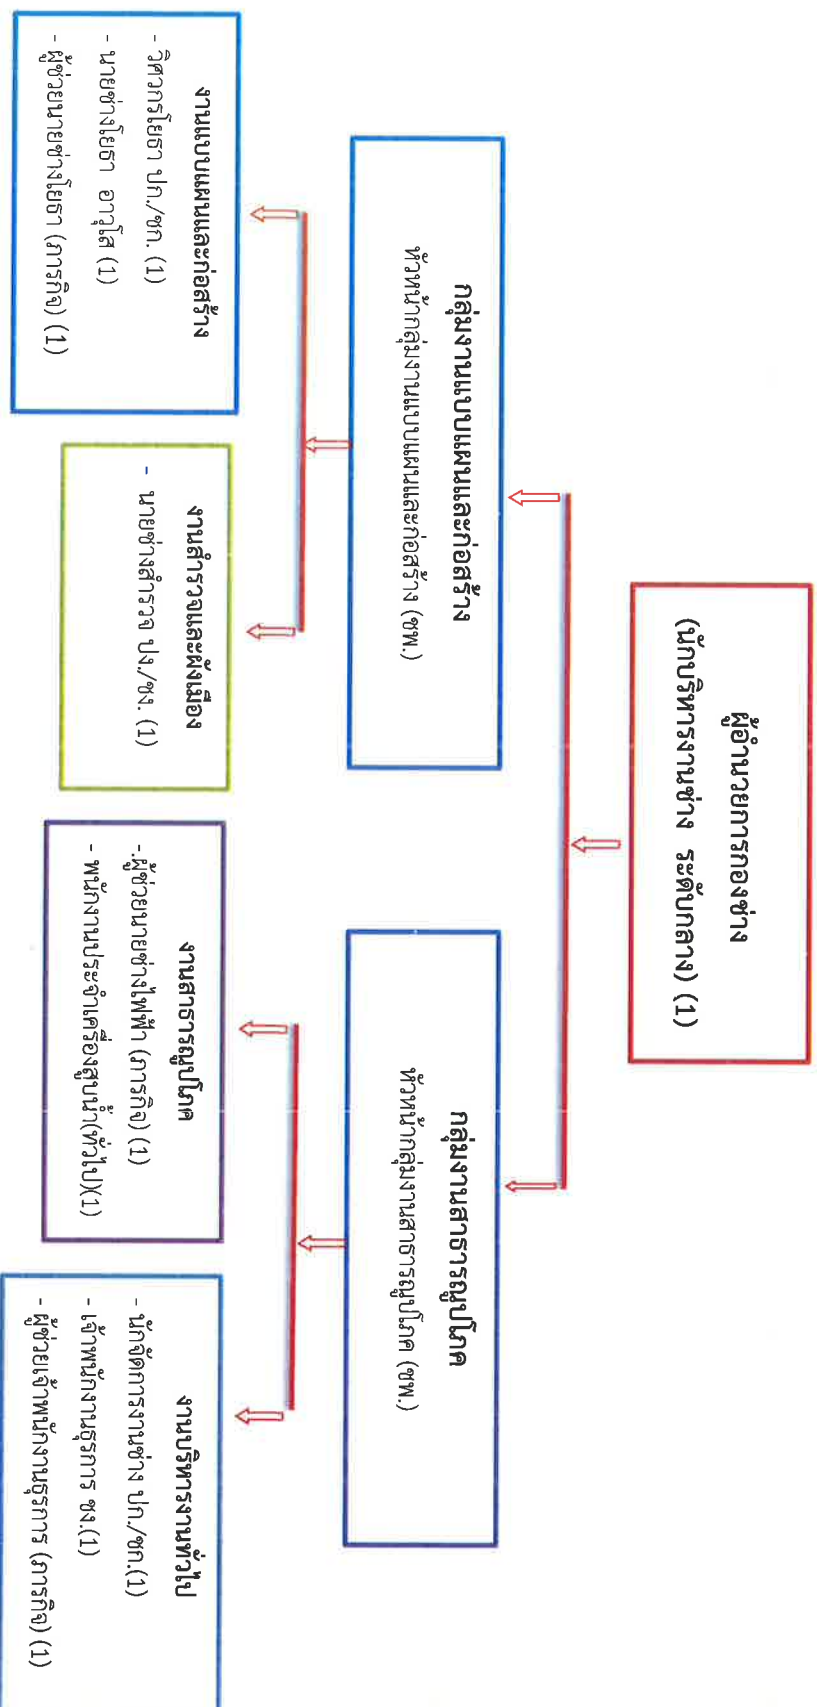 ผู้อำนวยการกองช่าง
(นักบริหารงานช่าง ระดับกลาง) (1)
กลุ่มงานแบบแผนและก่อสร้าง
หัวหน้ากลุ่มงานแบบแผนและก่อสร้าง (ชพ.)
กลุ่มงานสาธารณูปโภค
หัวหน้ากลุ่มงานสาธารณูปโภค (ชพ.)
งานแบบแผนและก่อสร้าง
- วิศวกรโยธา ปก./ชก. (1)
- นายช่างโยธา อาวุโส (1)
- ผู้ช่วยนายช่างโยธา (ภารกิจ) (1)
งานสำรวจและผังเมือง
- นายช่างสำรวจ ปง./ชง. (1)
งานสาธารณูปโภค
-.ผู้ช่วยนายช่างไฟฟ้า (ภารกิจ) (1)
- พนักงานประจำเครื่องสูบน้ำ(ทั่วไป)(1)
งานบริหารงานทั่วไป
- นักจัดการงานช่าง ปก./ชก.(1)
- เจ้าพนักงานธุรการ ชง.(1)
- ผู้ช่วยเจ้าพนักงานธุรการ (ภารกิจ) (1)